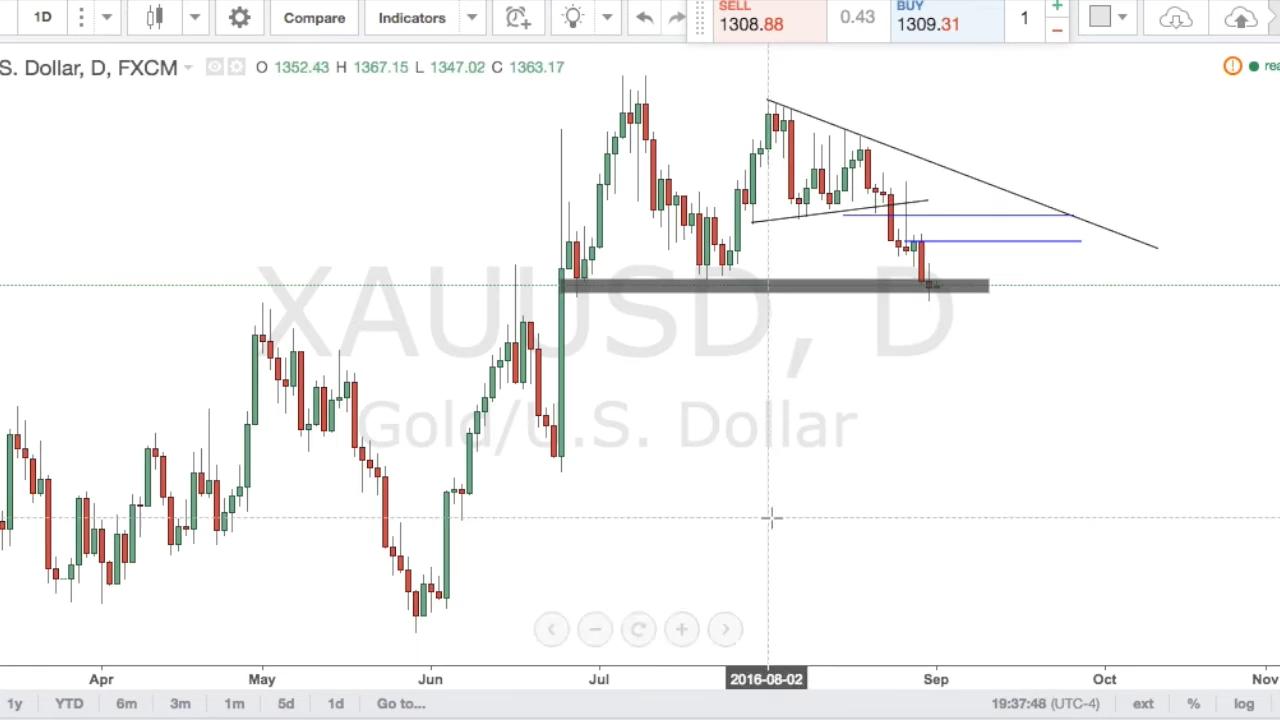 1D Compare Indicators SELL 1308.88 0.43 BUY 1309.31 1
S. Dollar, D, FXCM O 1352.43 H 1367.15 L 1347.02 C 1363.17 rea
XAUUSD, D
Gold/U.S. Dollar
Apr May Jun Jul 2016-08-02 Sep Oct Nov
1y YTD 6m 3m 1m 5d 1d Go to... 19:37:48 (UTC-4) ext % log